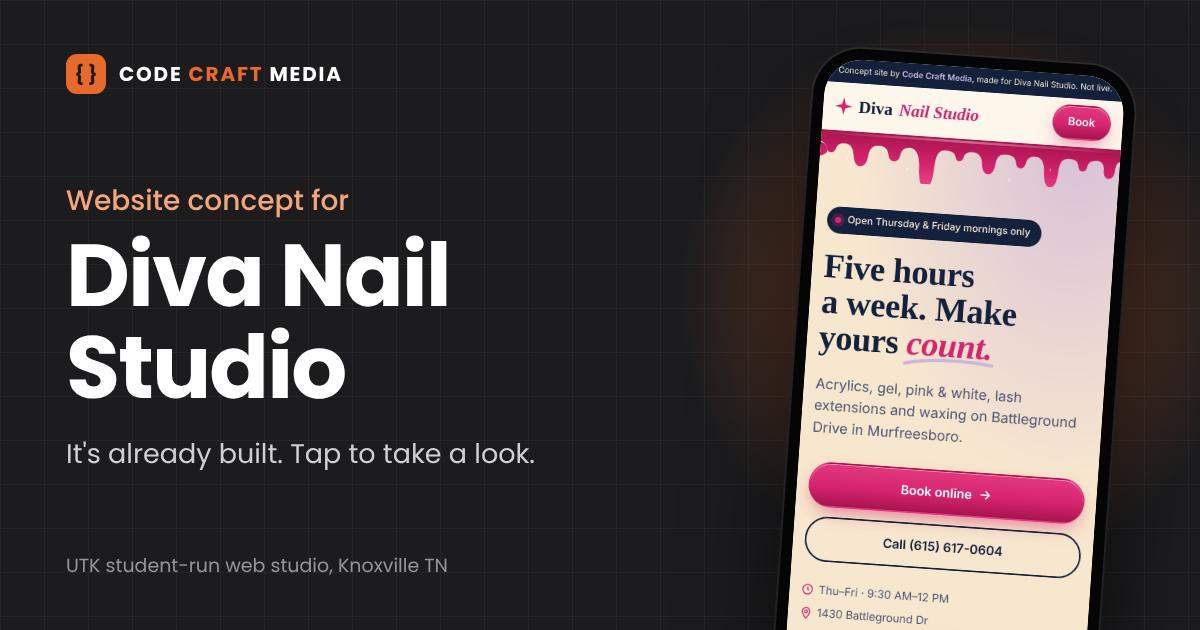 { } CODE CRAFT MEDIA
Website concept for
Diva Nail
Studio
It's already built. Tap to take a look.
UTK student-run web studio, Knoxville TN
Concept site by Code Craft Media, made for Diva Nail Studio. Not live.
Diva Nail Studio
Book
Open Thursday & Friday mornings only
Five hours
a week. Make
yours count.
Acrylics, gel, pink & white, lash
extensions and waxing on Battleground
Drive in Murfreesboro.
Book online →
Call (615) 617-0604
Thu–Fri · 9:30 AM–12 PM
1430 Battleground Dr